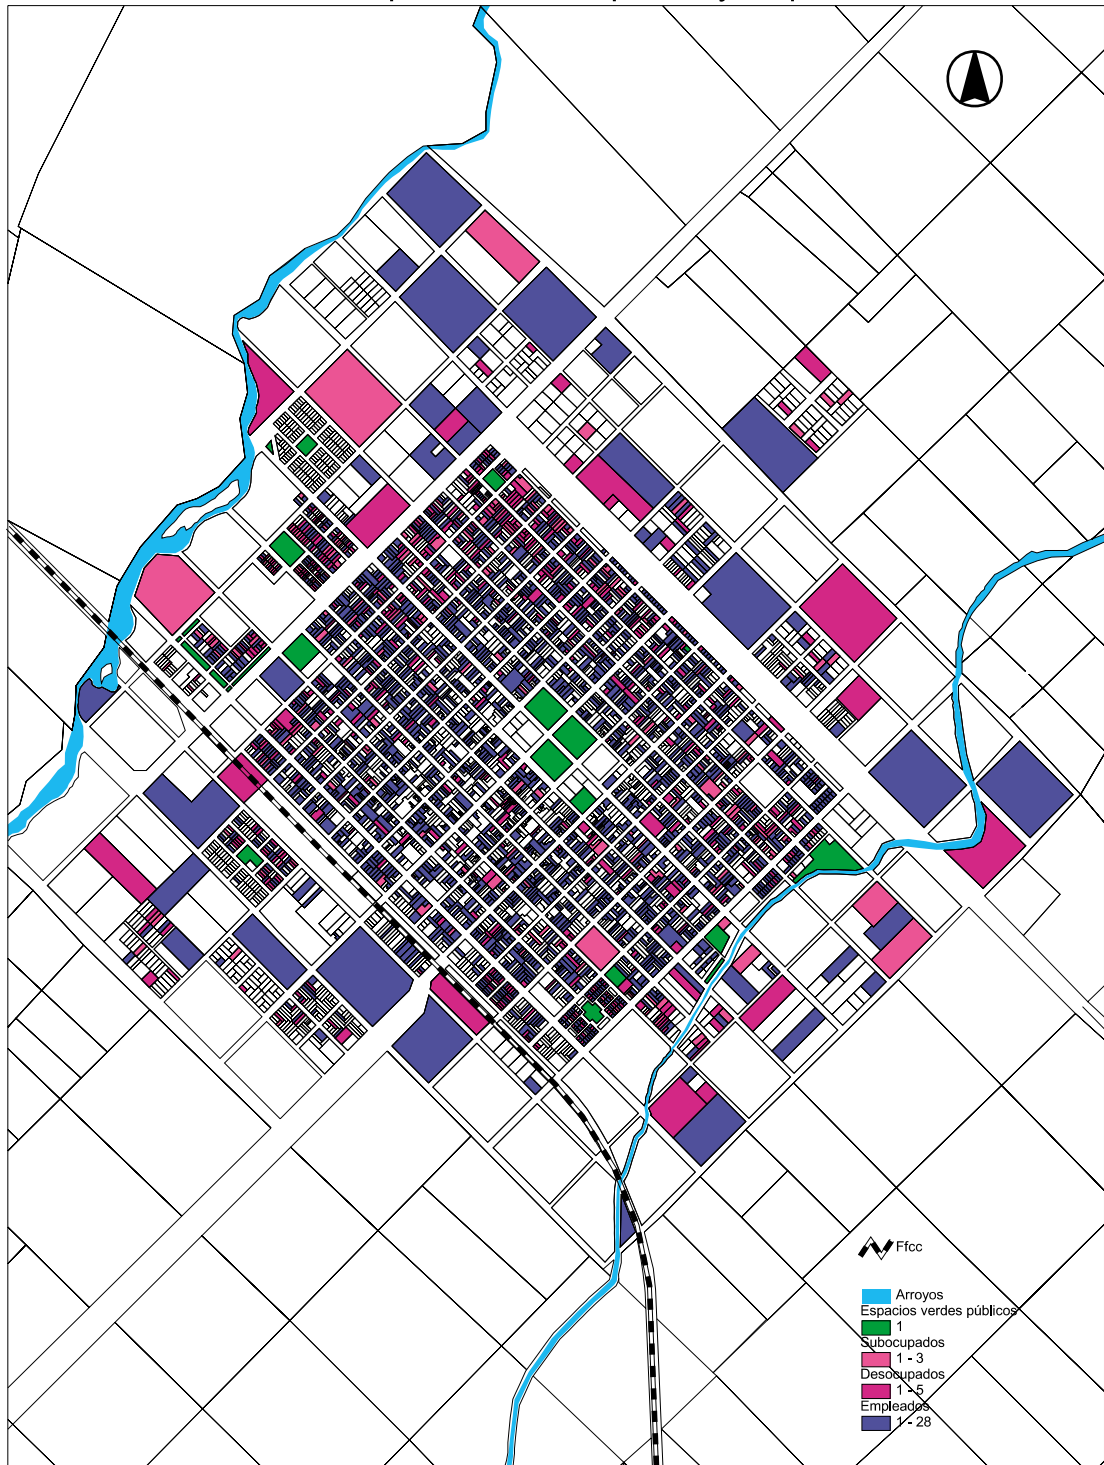 Ffcc
Arroyos
Espacios verdes públicos
1
Subocupados
1 - 3
Desocupados
1 - 5
Empleados
1 - 28